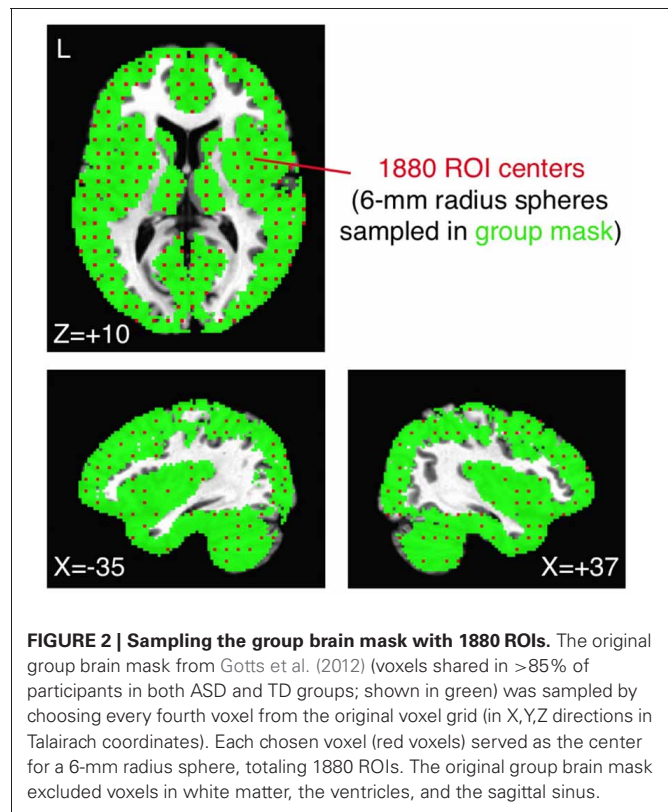 L
1880 ROI centers
(6-mm radius spheres
sampled in group mask)
Z=+10
X=-35
X=+37
FIGURE 2 | Sampling the group brain mask with 1880 ROIs. The original
group brain mask from Gotts et al. (2012) (voxels shared in >85% of
participants in both ASD and TD groups; shown in green) was sampled by
choosing every fourth voxel from the original voxel grid (in X,Y,Z directions in
Talairach coordinates). Each chosen voxel (red voxels) served as the center
for a 6-mm radius sphere, totaling 1880 ROIs. The original group brain mask
excluded voxels in white matter, the ventricles, and the sagittal sinus.